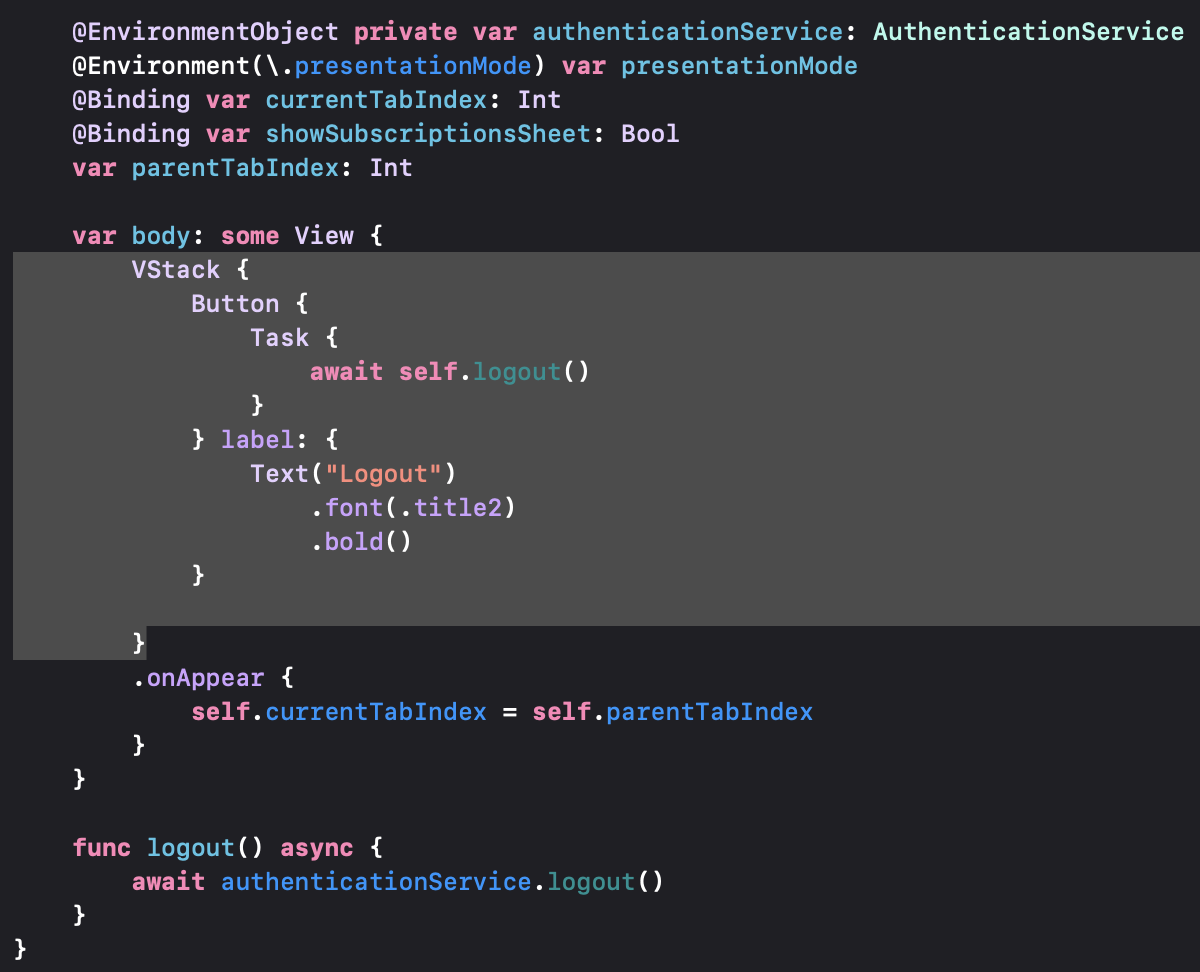 @EnvironmentObject private var authenticationService: AuthenticationService
@Environment(\.presentationMode) var presentationMode
@Binding var currentTabIndex: Int
@Binding var showSubscriptionsSheet: Bool
var parentTabIndex: Int
var body: some View {
VStack {
Button {
Task {
await self.logout()
}
} label: {
Text("Logout")
.font(.title2)
.bold()
}
}
.onAppear {
self.currentTabIndex = self.parentTabIndex
}
}
func logout() async {
await authenticationService.logout()
}
}